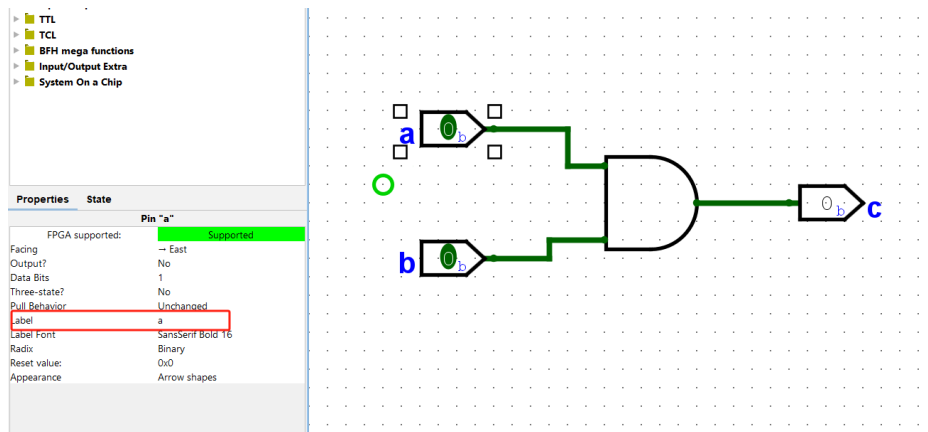 TTL
TCL
BFH mega functions
Input/Output Extra
System On a Chip
Properties State
Pin "a"
FPGA supported: Supported
Facing → East
Output? No
Data Bits 1
Three-state? No
Pull Behavior Unchanged
Label a
Label Font SansSerif Bold 16
Radix Binary
Reset value: 0x0
Appearance Arrow shapes
a 0 b
b 0 b
0 b c